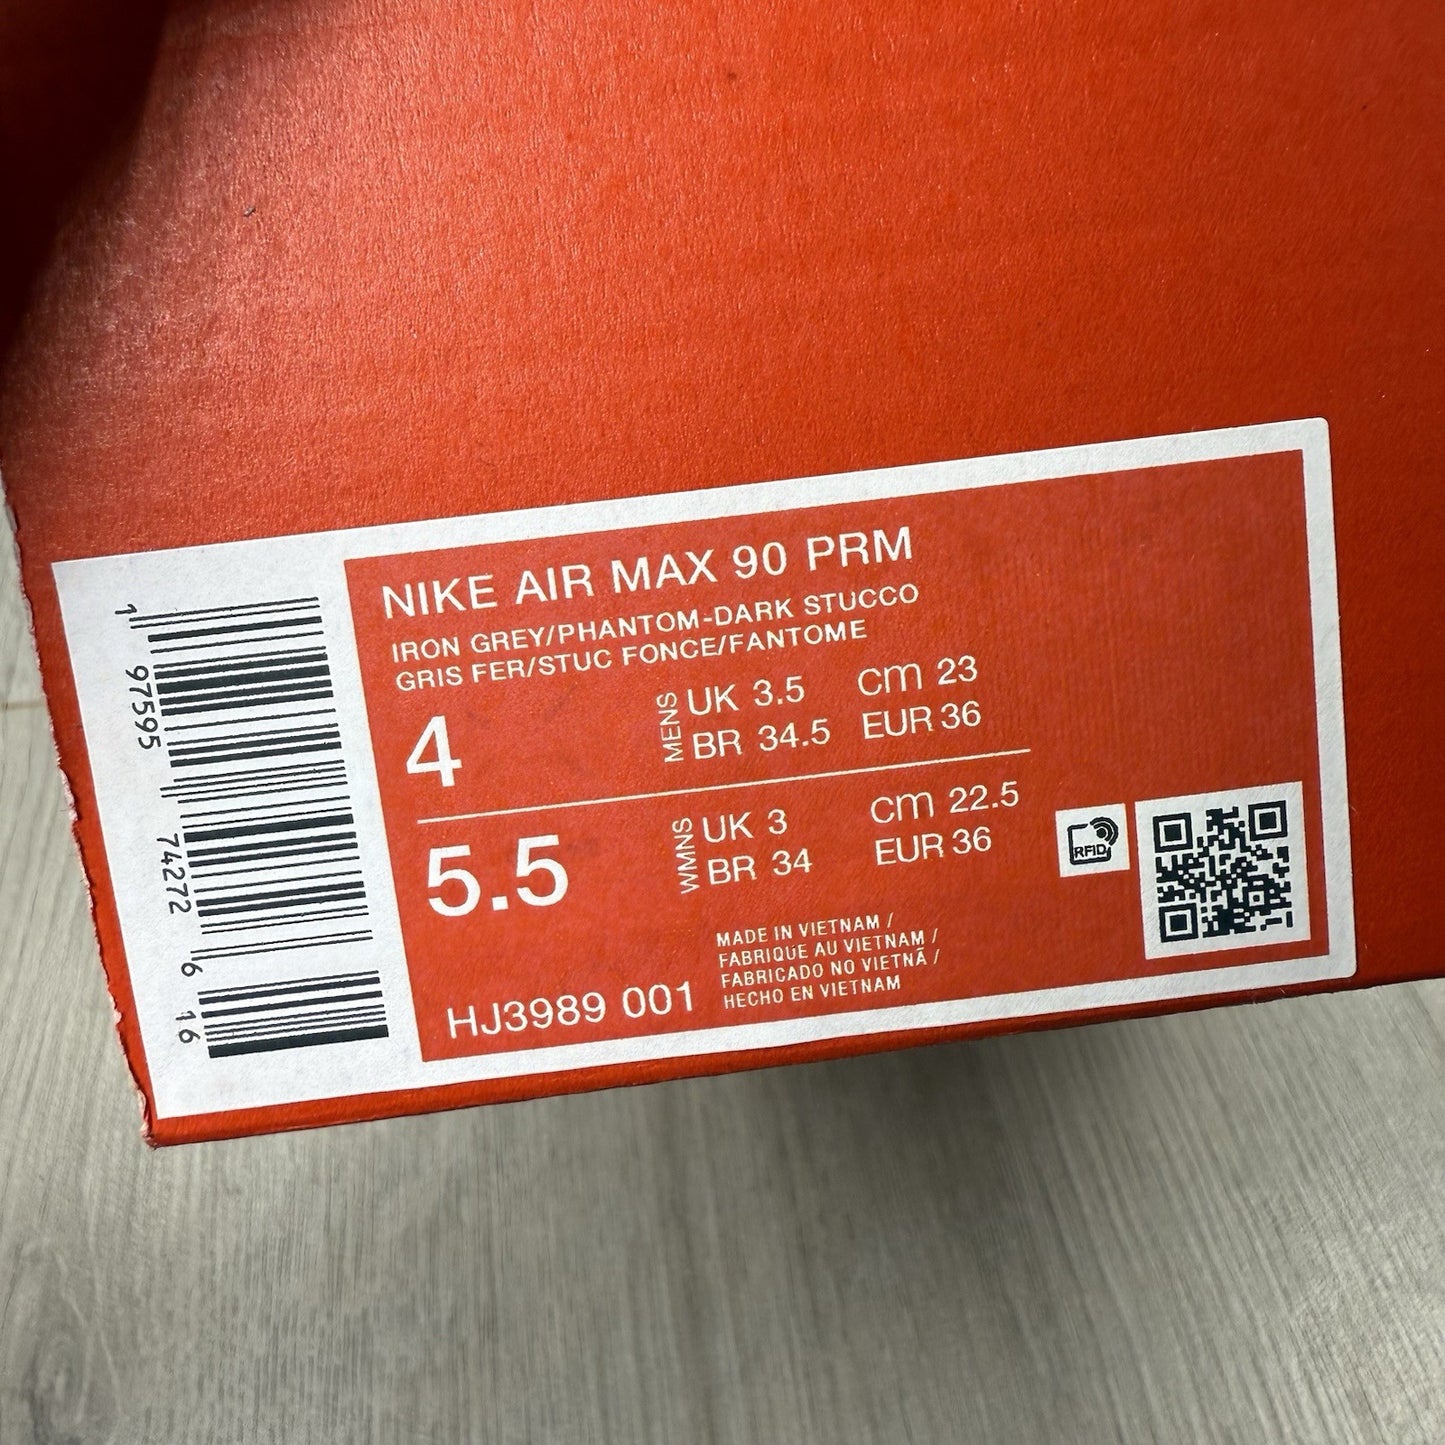 NIKE AIR MAX 90 PRM
IRON GREY/PHANTOM-DARK STUCCO
GRIS FER/STUC FONCE/FANTOME
4
MENS
UK 3.5 CM 23
BR 34.5 EUR 36
5.5
WMNS
UK 3 CM 22.5
BR 34 EUR 36
RFID
MADE IN VIETNAM /
FABRIQUÉ AU VIETNAM /
FABRICADO NO VIETNÃ /
HECHO EN VIETNAM
HJ3989 001
1 97595 74272 6 16